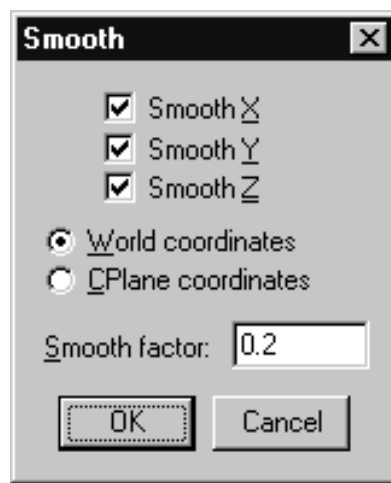 Smooth
Smooth X
Smooth Y
Smooth Z
World coordinates
CPlane coordinates
Smooth factor: 0.2
OK Cancel